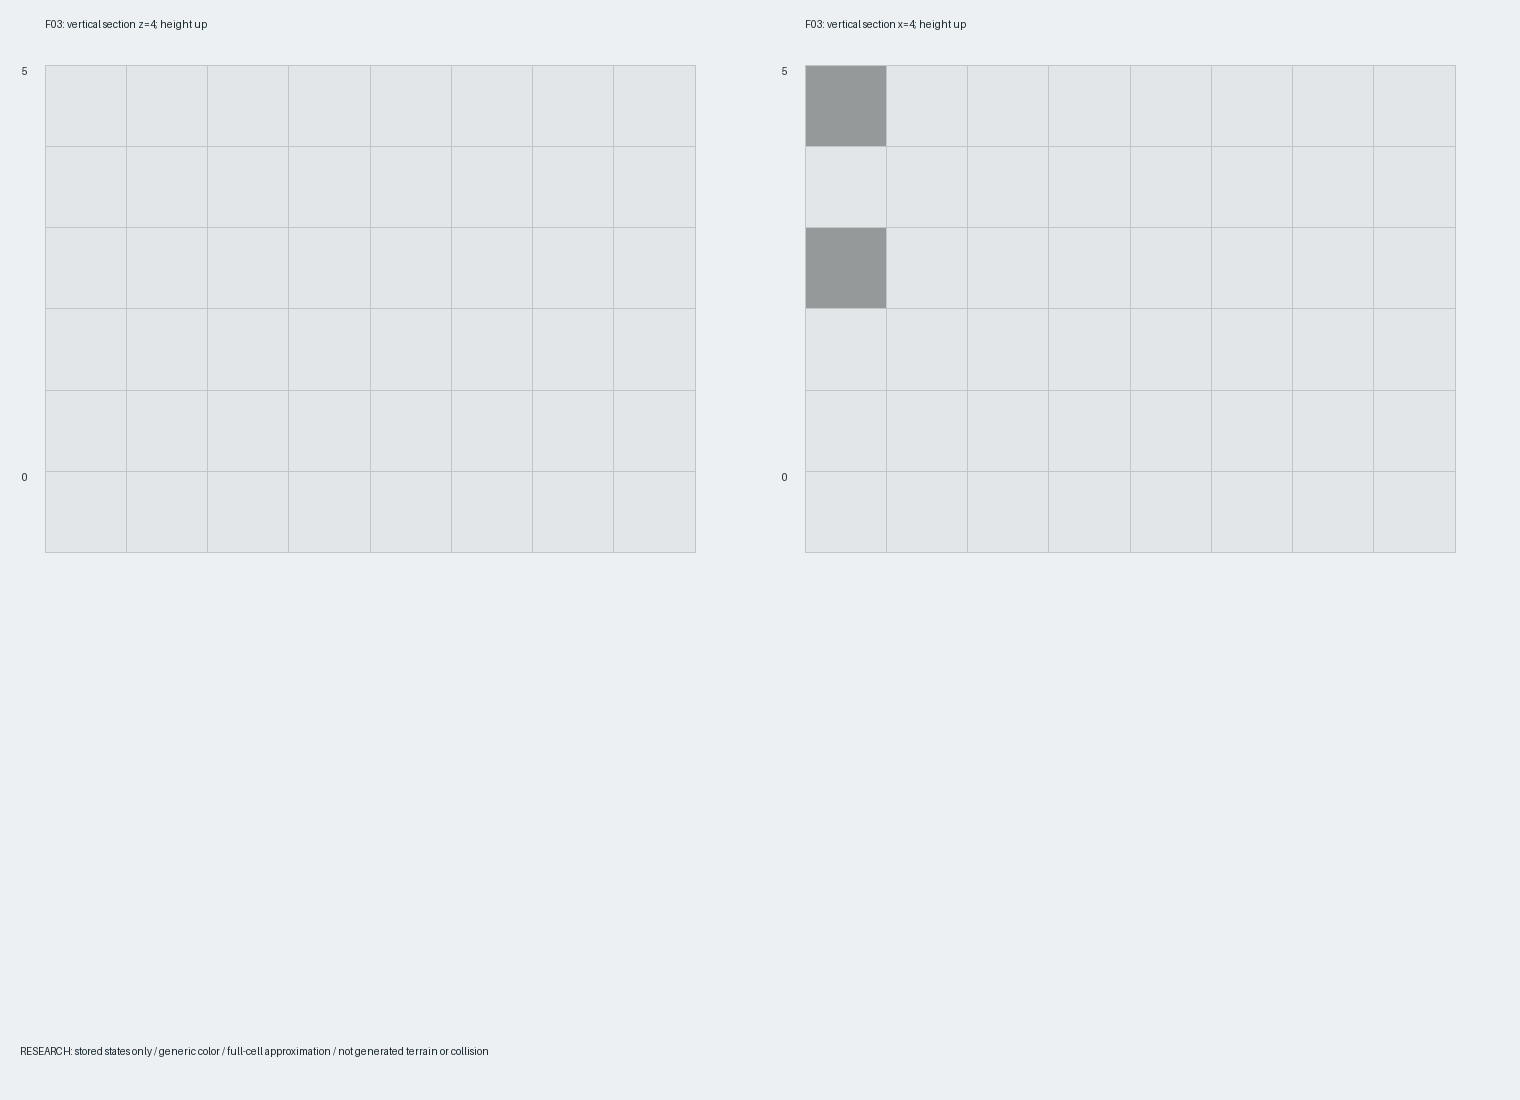 F03: vertical section z=4; height up
F03: vertical section x=4; height up
5
5
0
0
RESEARCH: stored states only / generic color / full-cell approximation / not generated terrain or collision